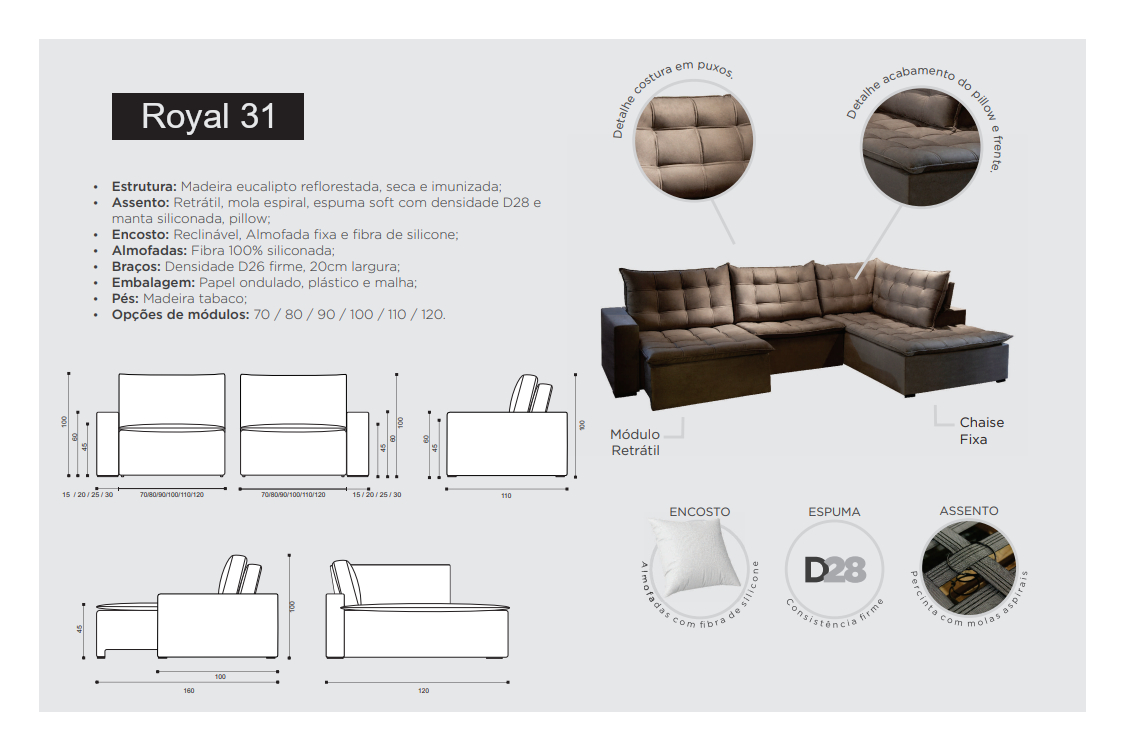 Royal 31
• Estrutura: Madeira eucalipto reflorestada, seca e imunizada;
• Assento: Retrátil, mola espiral, espuma soft com densidade D28 e
manta siliconada, pillow;
• Encosto: Reclinável, Almofada fixa e fibra de silicone;
• Almofadas: Fibra 100% siliconada;
• Braços: Densidade D26 firme, 20cm largura;
• Embalagem: Papel ondulado, plástico e malha;
• Pés: Madeira tabaco;
• Opções de módulos: 70 / 80 / 90 / 100 / 110 / 120.
Detalhe costura em puxos.
Detalhe acabamento do pillow e frente.
Módulo
Retrátil
Chaise
Fixa
100
60
45
15 / 20 / 25 / 30
70/80/90/100/110/120
70/80/90/100/110/120
15 / 20 / 25 / 30
45
60
100
60
45
110
100
45
100
160
100
120
ENCOSTO
Almofadas com fibra de silicone
ESPUMA
D28
Consistência firme
ASSENTO
Percinta com molas aspirais